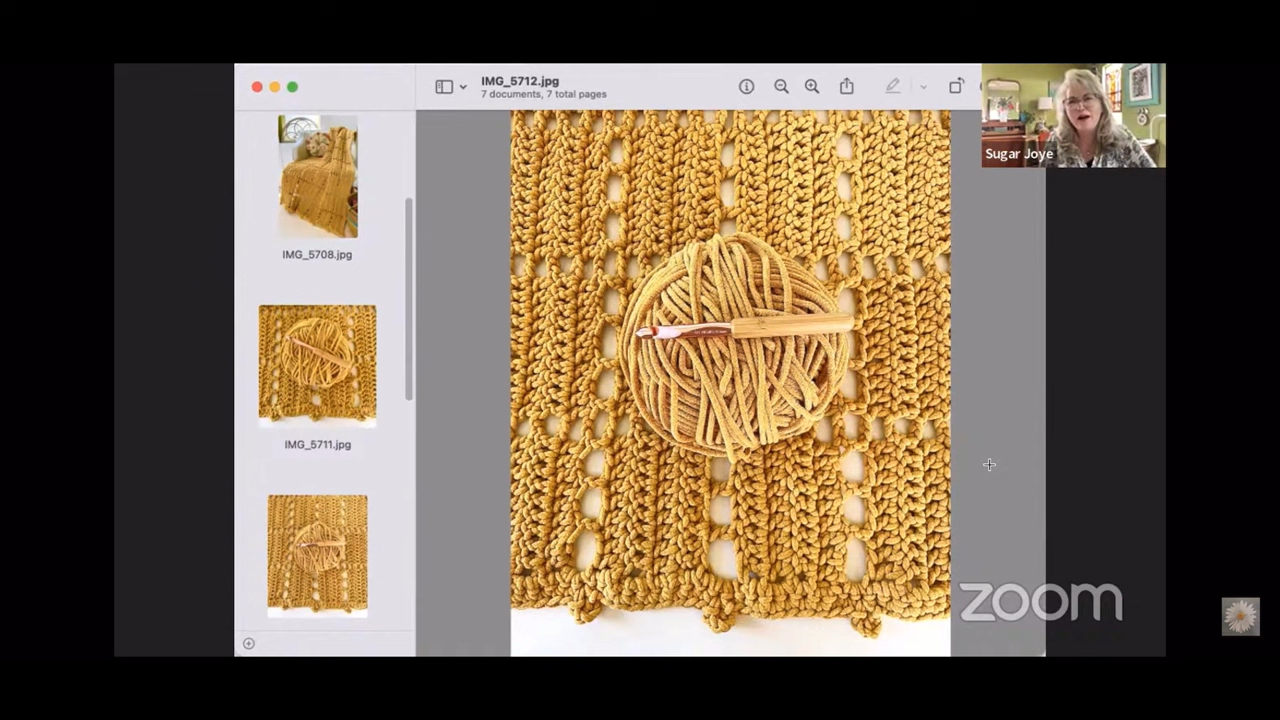 IMG_5712.jpg
7 documents, 7 total pages
Sugar Joye
IMG_5708.jpg
IMG_5711.jpg
zoom